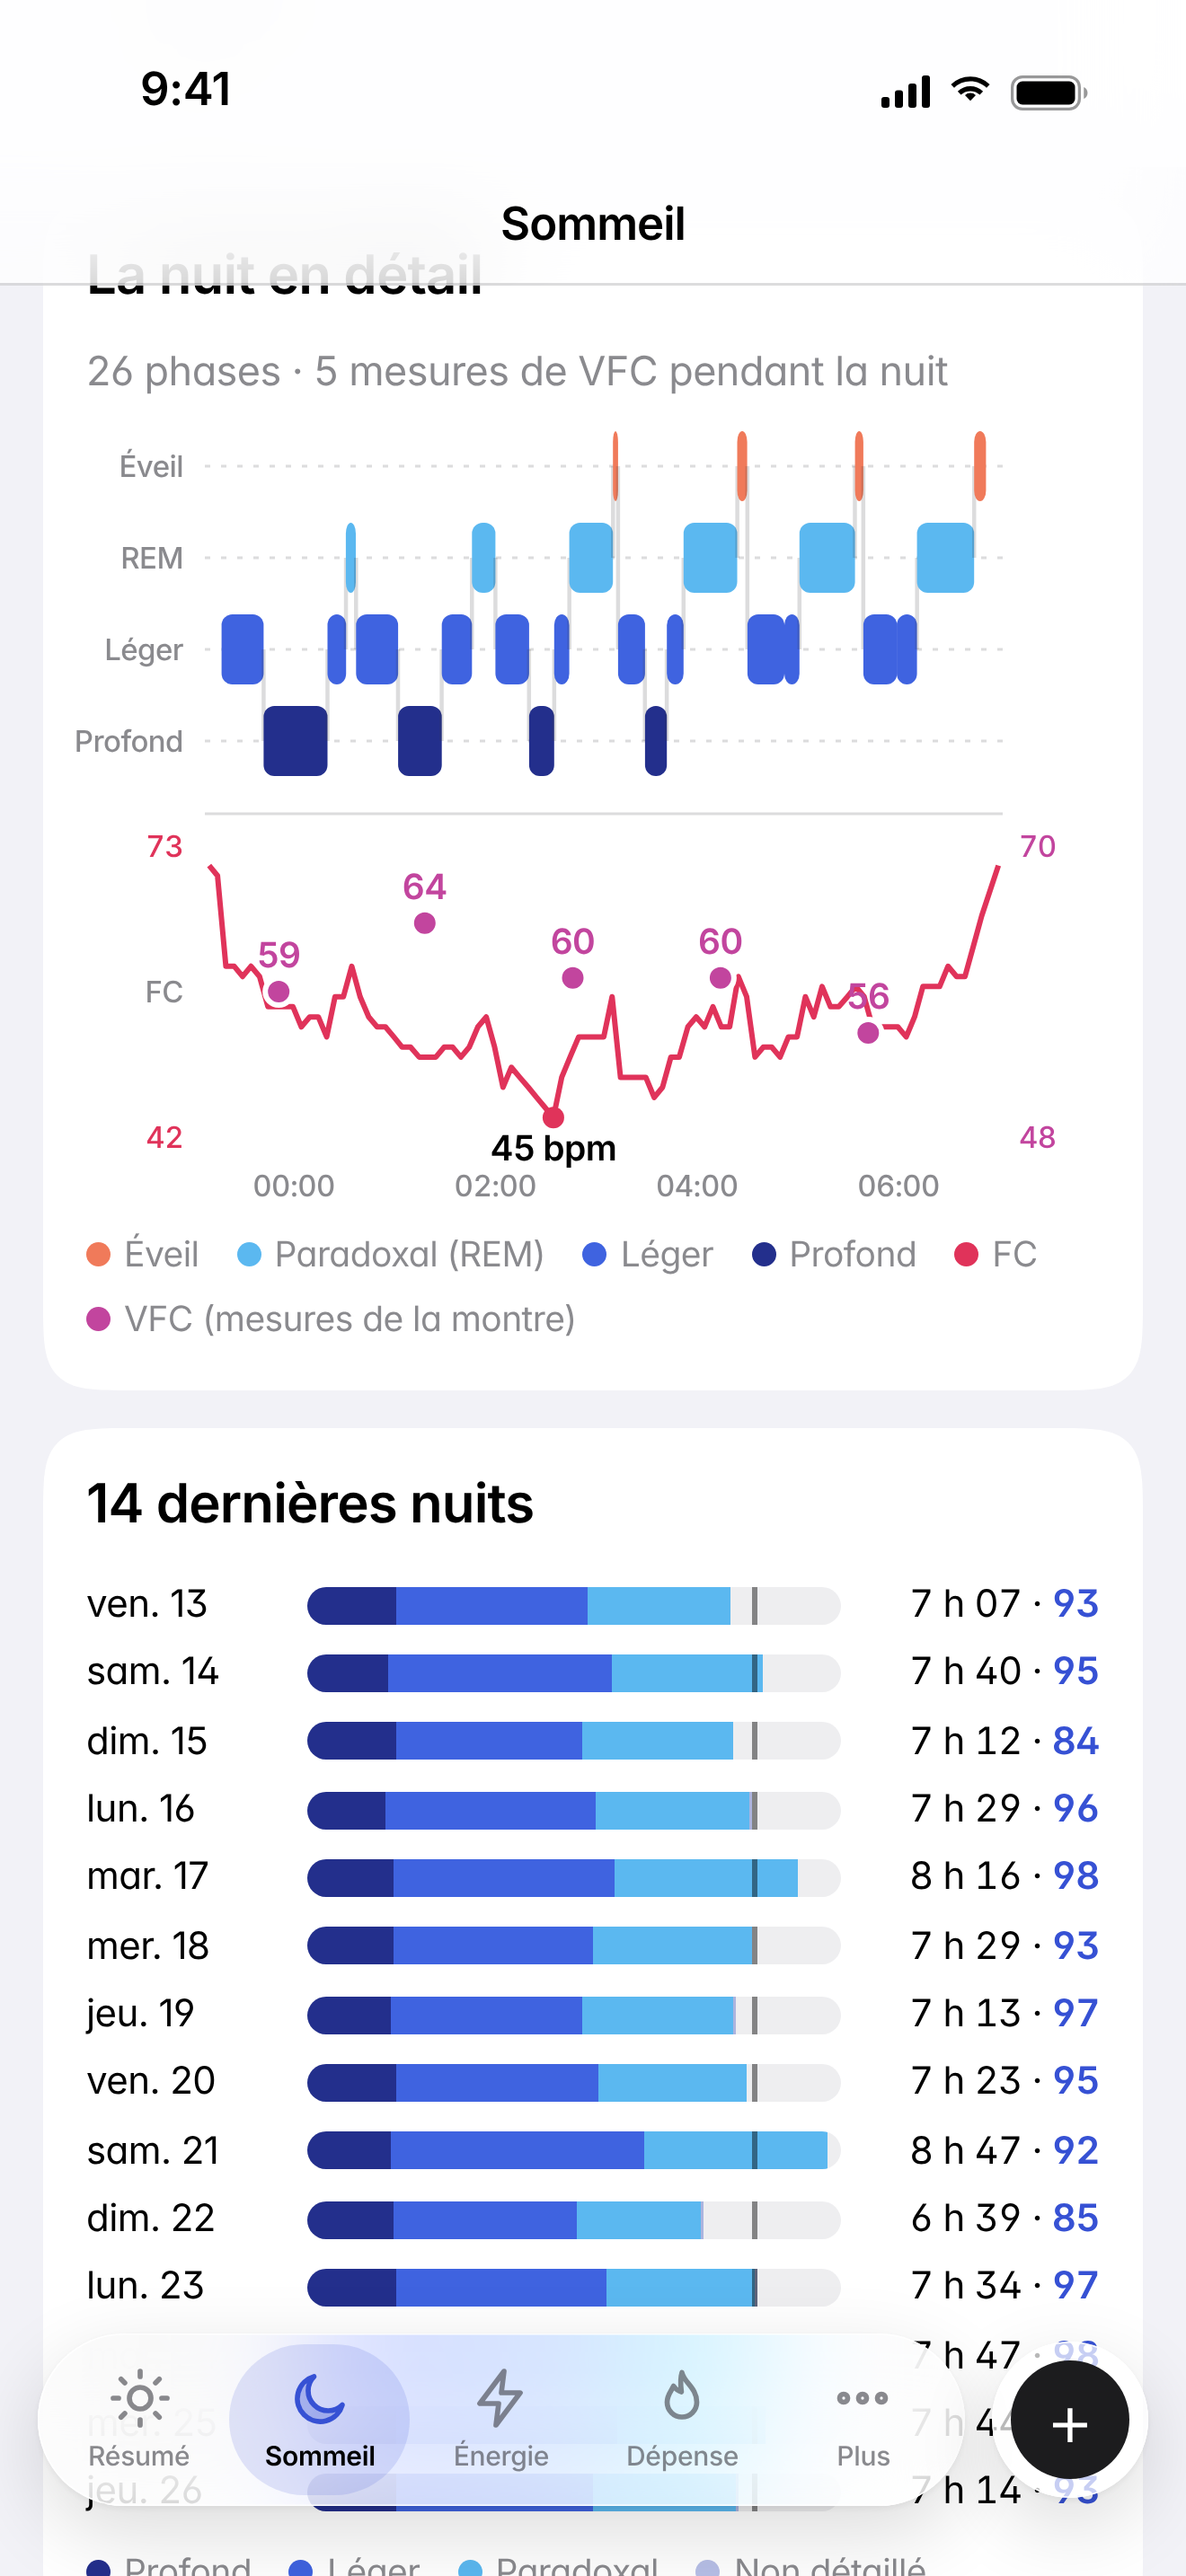 9:41
Sommeil
La nuit en détail
26 phases · 5 mesures de VFC pendant la nuit
Éveil
REM
Léger
Profond
73
70
64
59
60
60
56
FC
42
48
45 bpm
00:00 02:00 04:00 06:00
Éveil Paradoxal (REM) Léger Profond FC
VFC (mesures de la montre)
14 dernières nuits
ven. 13 7 h 07 · 93
sam. 14 7 h 40 · 95
dim. 15 7 h 12 · 84
lun. 16 7 h 29 · 96
mar. 17 8 h 16 · 98
mer. 18 7 h 29 · 93
jeu. 19 7 h 13 · 97
ven. 20 7 h 23 · 95
sam. 21 8 h 47 · 92
dim. 22 6 h 39 · 85
lun. 23 7 h 34 · 97
7 h 47 · 98
mer. 25 7 h
jeu. 26 7 h 14 · 93
Résumé Sommeil Énergie Dépense Plus
Profond Léger Paradoxal Non détaillé